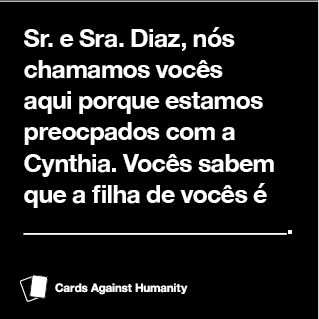 Sr. e Sra. Diaz, nós
chamamos vocês
aqui porque estamos
preocpados com a
Cynthia. Vocês sabem
que a filha de vocês é
____________________.
Cards Against Humanity